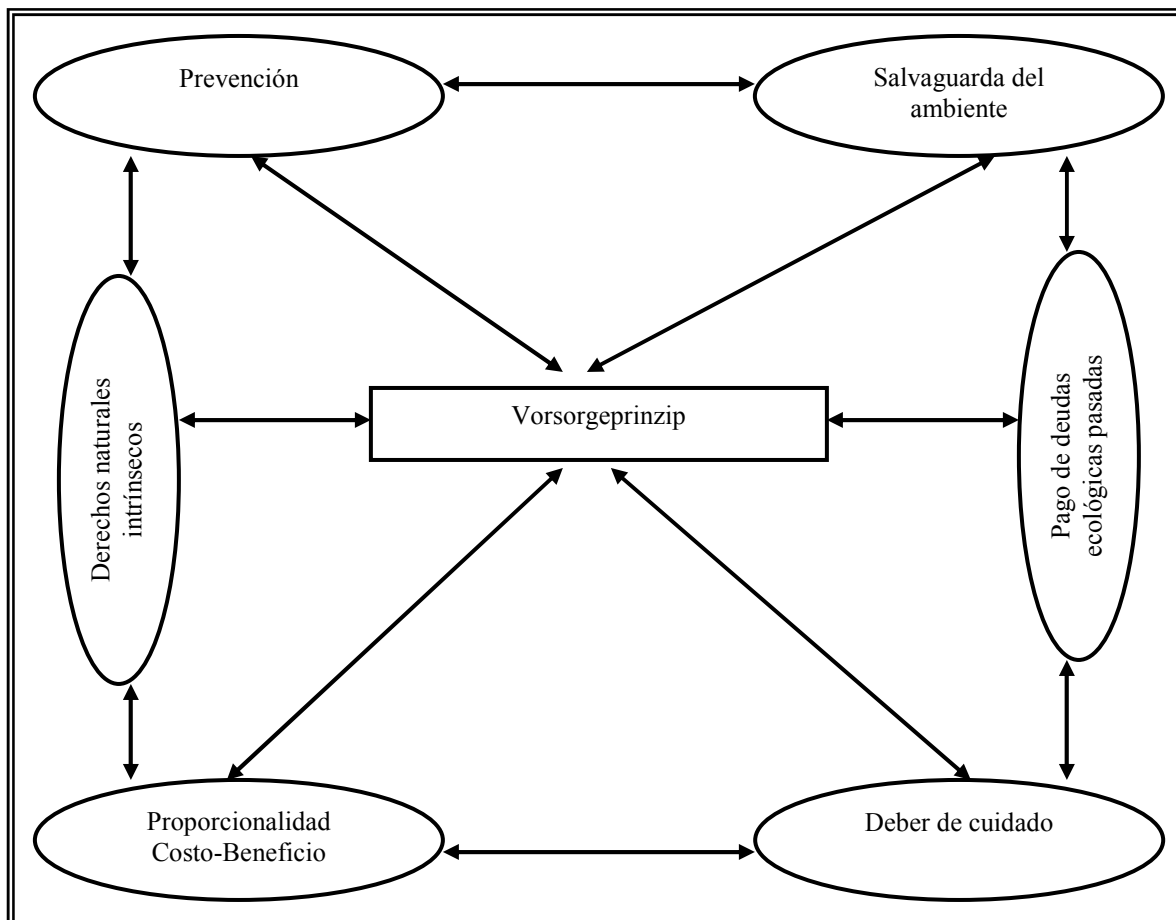 Prevención
Salvaguarda del
ambiente
Derechos naturales
intrínsecos
Vorsorgeprinzip
Pago de deudas
ecológicas pasadas
Proporcionalidad
Costo-Beneficio
Deber de cuidado